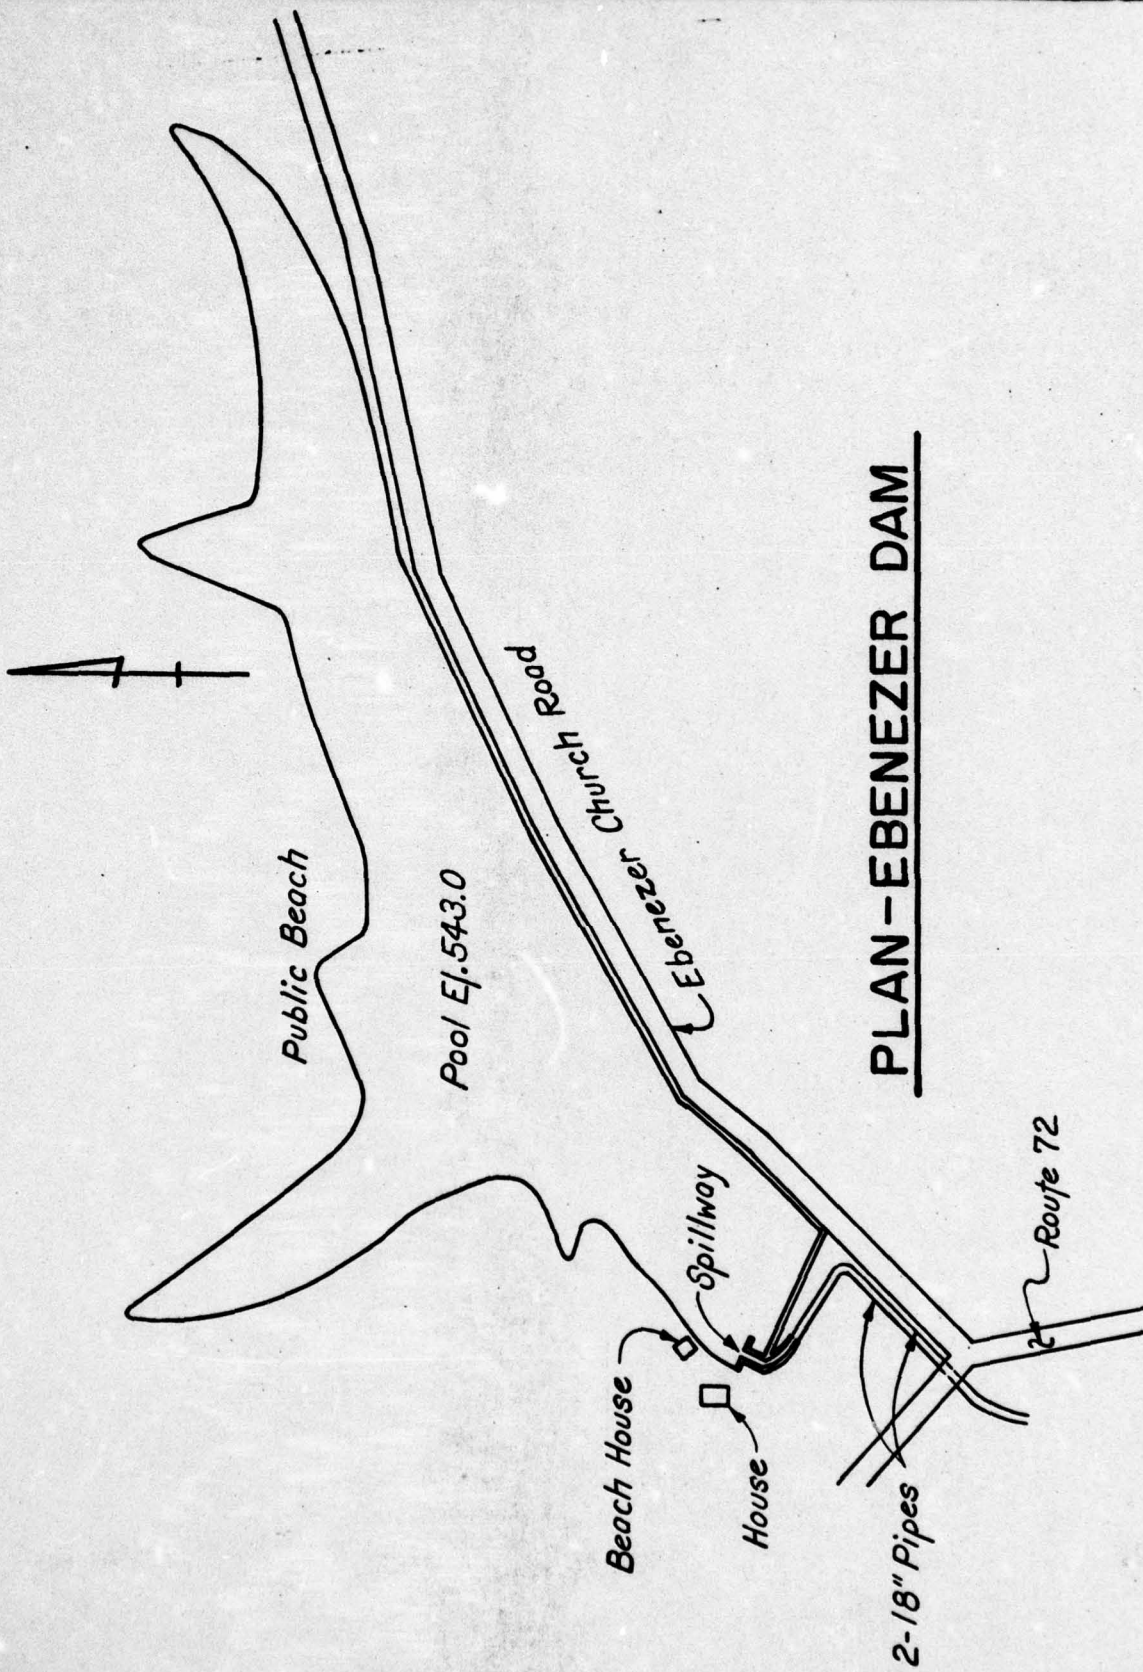 Public Beach
Pool El.543.0
Ebenezer Church Road
Spillway
Beach House
House
2-18" Pipes
Route 72
PLAN-EBENEZER DAM